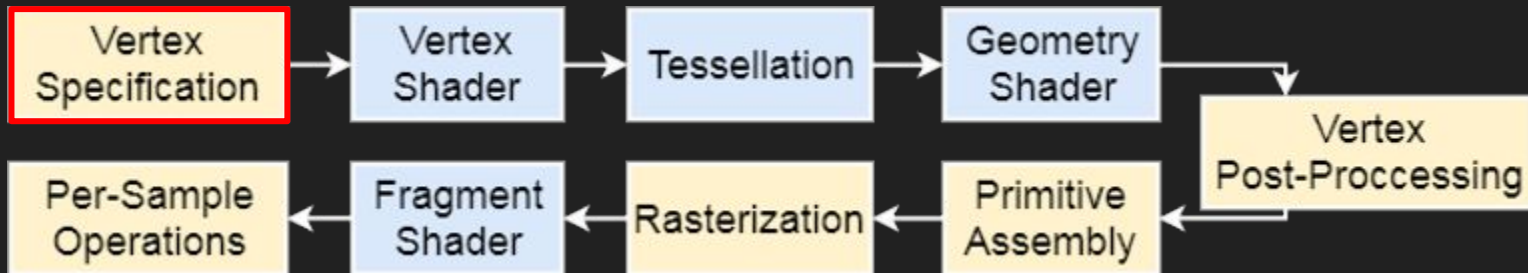 Vertex
Specification
Vertex
Shader
Tessellation
Geometry
Shader
Vertex
Post-Proccessing
Primitive
Assembly
Rasterization
Fragment
Shader
Per-Sample
Operations